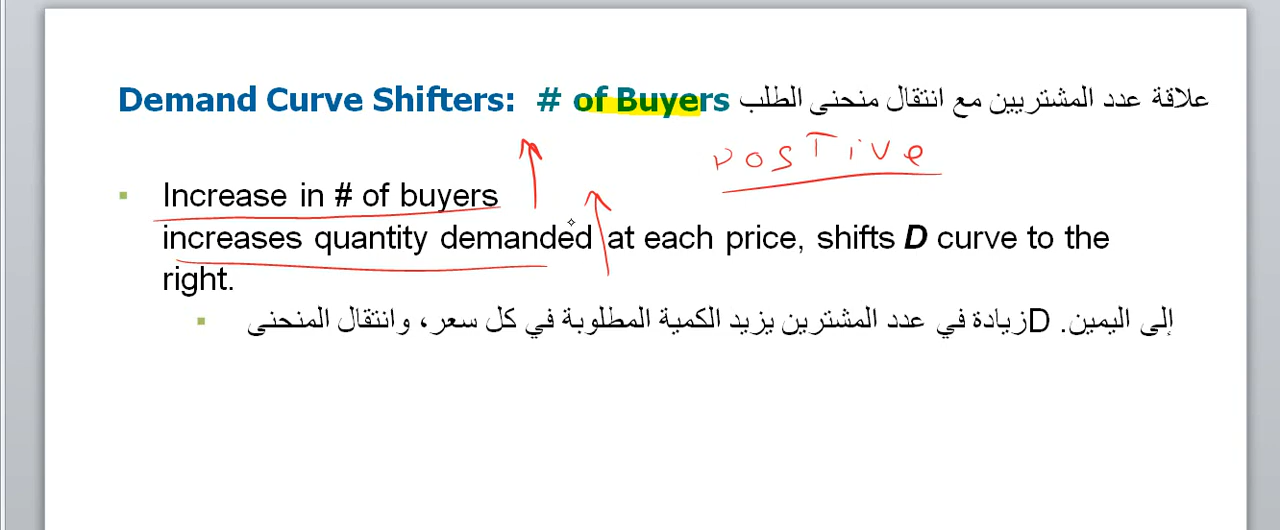 Demand Curve Shifters: # of Buyers علاقة عدد المشتريين مع انتقال منحنى الطلب
POSTive
Increase in # of buyers
increases quantity demanded at each price, shifts D curve to the
right.
إلى اليمين. Dزيادة في عدد المشترين يزيد الكمية المطلوبة في كل سعر، وانتقال المنحنى